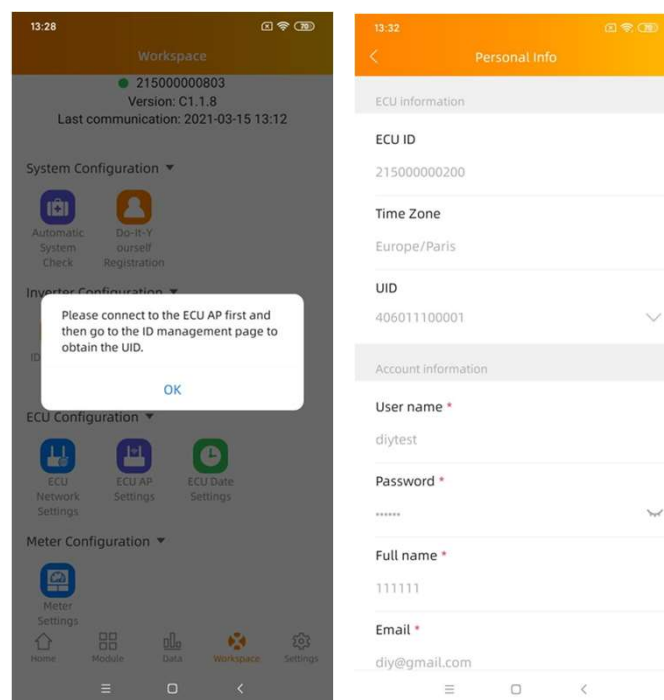 13:28
70
Workspace
215000000803
Version: C1.1.8
Last communication: 2021-03-15 13:12
System Configuration
Automatic
System
Check
Do-It-Y
ourself
Registration
Inverter Configuration
ID
Please connect to the ECU AP first and
then go to the ID management page to
obtain the UID.
OK
ECU Configuration
ECU
Network
Settings
ECU AP
Settings
ECU Date
Settings
Meter Configuration
Meter
Settings
Home
Module
Data
Workspace
Settings
13:32
70
Personal Info
ECU information
ECU ID
215000000200
Time Zone
Europe/Paris
UID
406011100001
Account information
User name *
diytest
Password *
••••••
Full name *
111111
Email *
diy@gmail.com